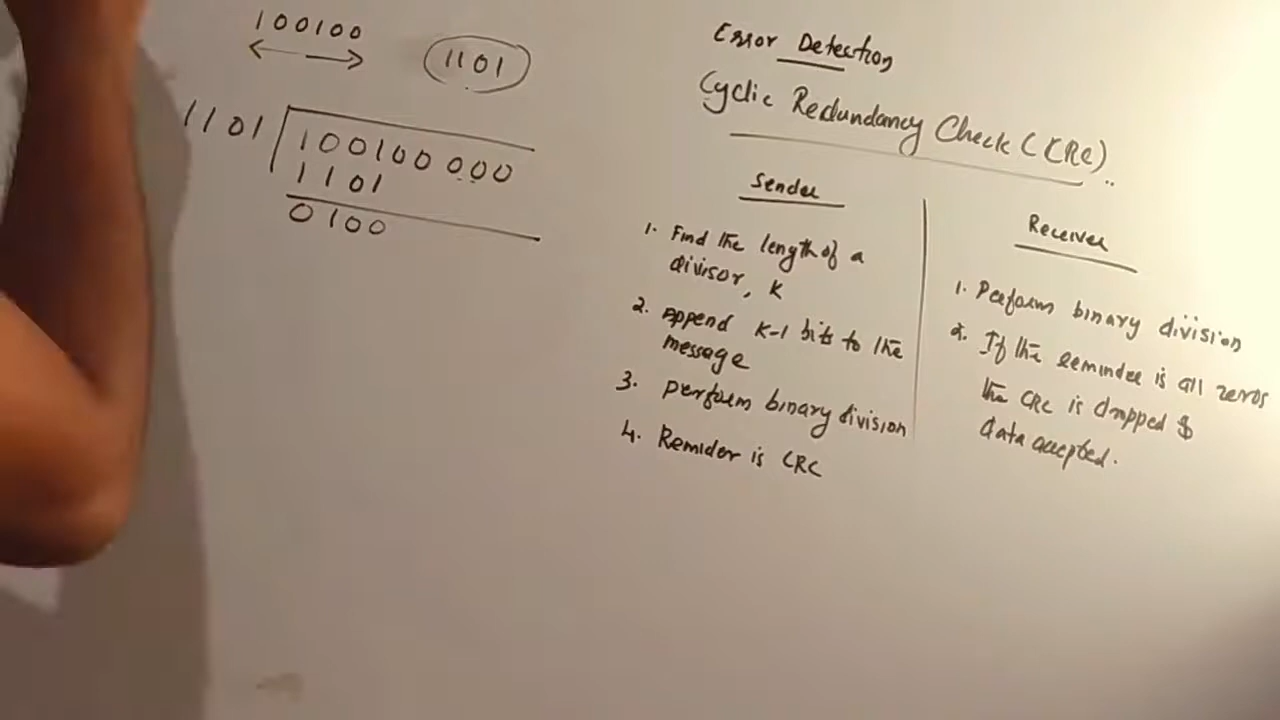 100100
1101
1101 100100 000
1101
0100
Error Detection
Cyclic Redundancy Check (CRC)..
Sender
1. Find the length of a
divisor, K
2. Append K-1 bits to the
message
3. perform binary division
4. Remider is CRC
Receiver
1. Perform binary division
2. If the reminder is all zeros
the CRC is dropped &
data accepted.